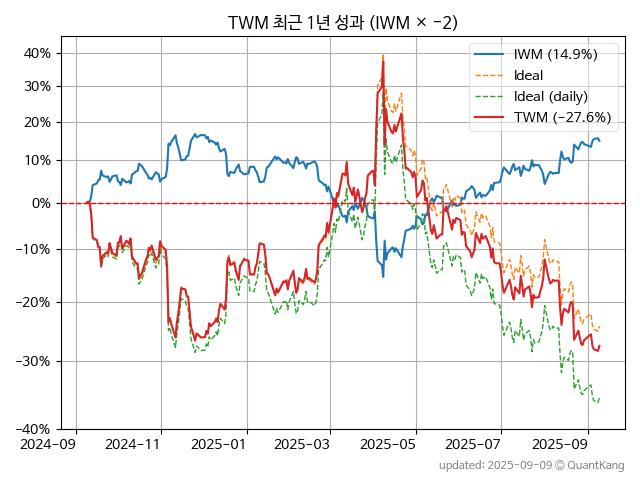 TWM 최근 1년 성과 (IWM × −2)
IWM (14.9%)
Ideal
Ideal (daily)
TWM (−27.6%)
40%
30%
20%
10%
0%
−10%
−20%
−30%
−40%
2024-09
2024-11
2025-01
2025-03
2025-05
2025-07
2025-09
updated: 2025-09-09 © QuantKang